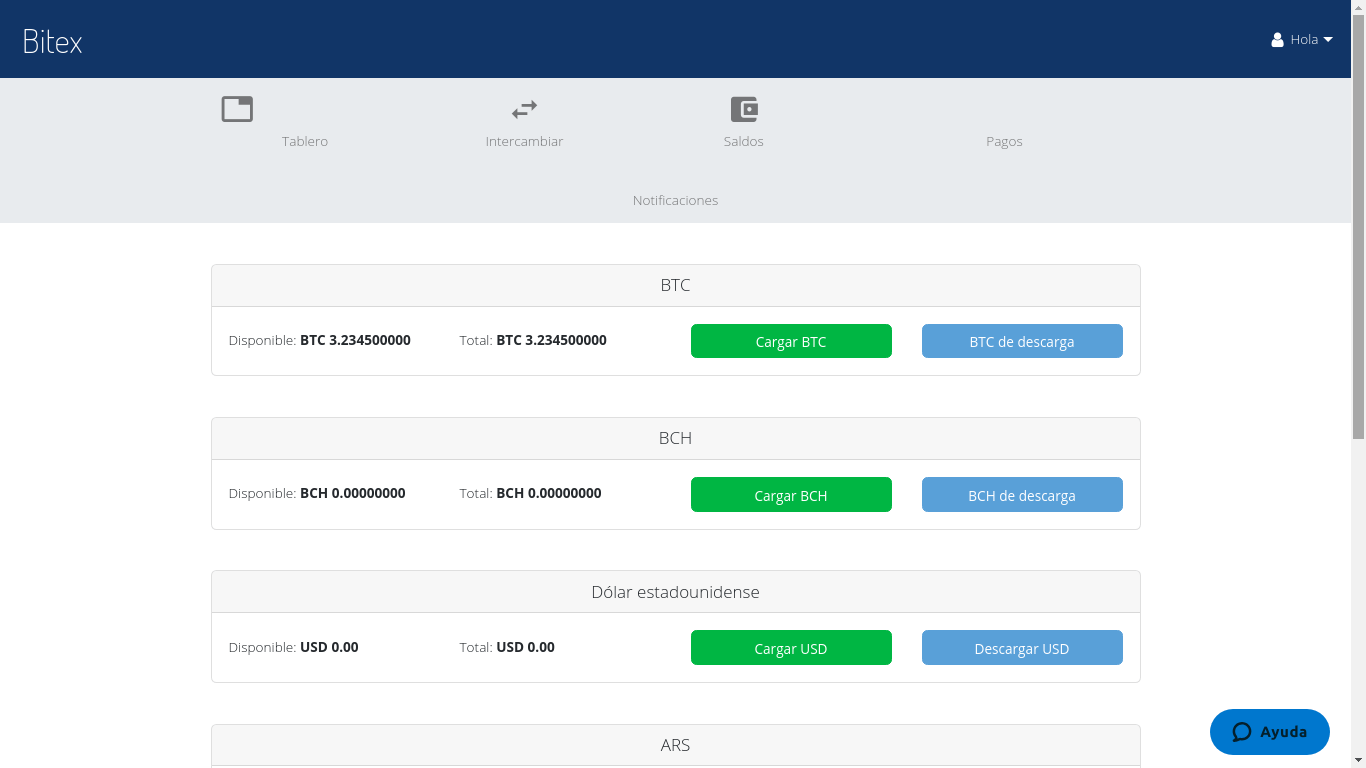 Bitex
Hola
Tablero
Intercambiar
Saldos
Pagos
Notificaciones
BTC
Disponible: BTC 3.234500000
Total: BTC 3.234500000
Cargar BTC
BTC de descarga
BCH
Disponible: BCH 0.00000000
Total: BCH 0.00000000
Cargar BCH
BCH de descarga
Dólar estadounidense
Disponible: USD 0.00
Total: USD 0.00
Cargar USD
Descargar USD
ARS
Ayuda